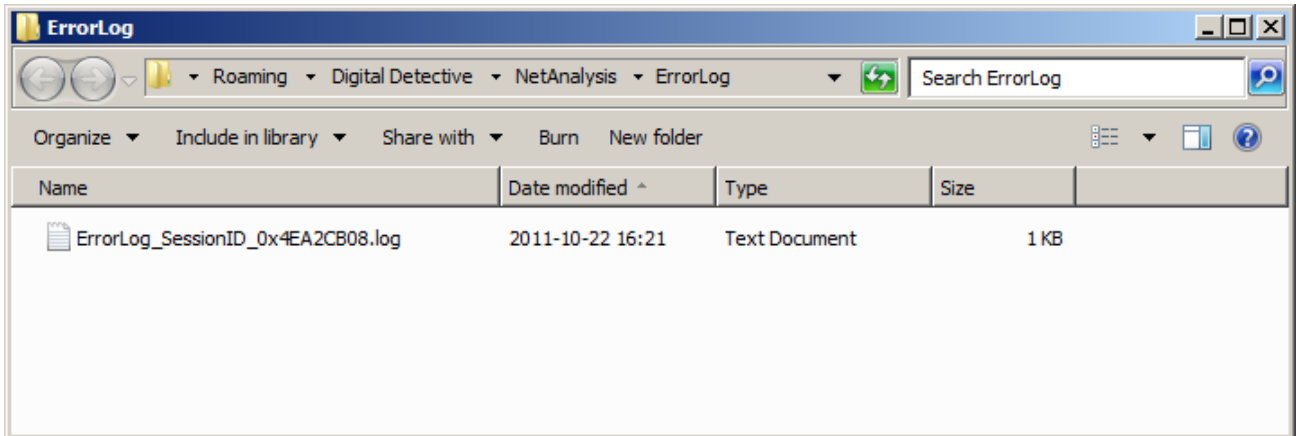 ErrorLog
Roaming Digital Detective NetAnalysis ErrorLog Search ErrorLog
Organize Include in library Share with Burn New folder
Name Date modified Type Size
ErrorLog_SessionID_0x4EA2CB08.log 2011-10-22 16:21 Text Document 1 KB